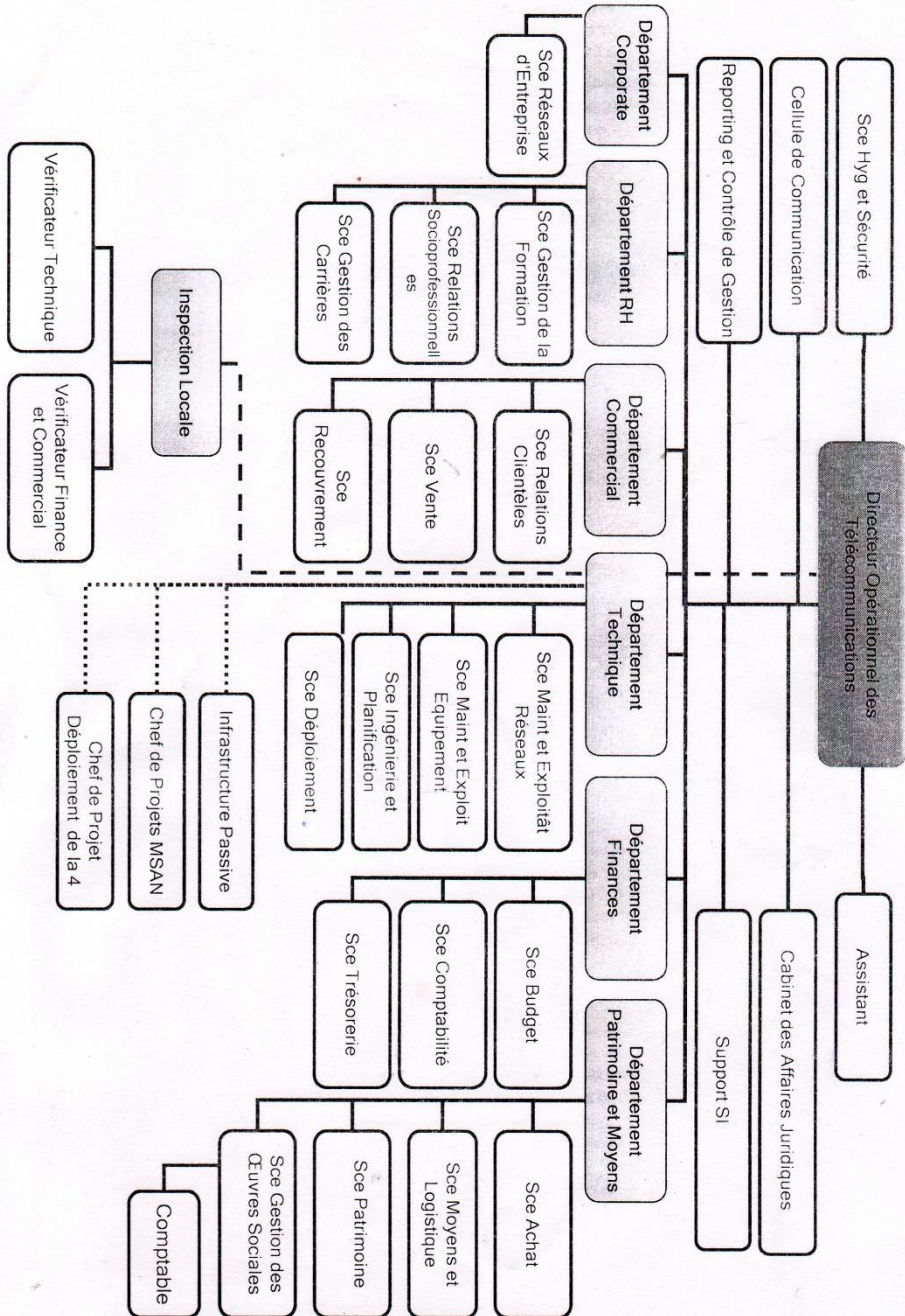 Directeur Opérationnel des
Télécommunications
Sce Hyg et Sécurité
Assistant
Cellule de Communication
Cabinet des Affaires Juridiques
Reporting et Contrôle de Gestion
Support SI
Département
Corporate
Sce Réseaux
d'Entreprise
Département RH
Sce Gestion de la
Formation
Sce Relations
Socioprofessionnell
es
Sce Gestion des
Carrières
Département
Commercial
Sce Relations
Clientèles
Sce Vente
Sce
Recouvrement
Département
Technique
Sce Maint et Exploitât
Réseaux
Sce Maint et Exploit
Equipement
Sce Ingénierie et
Planification
Sce Déploiement
Infrastructure Passive
Chef de Projets MSAN
Chef de Projet
Déploiement de la 4
Département
Finances
Sce Budget
Sce Comptabilité
Sce Trésorerie
Département
Patrimoine et Moyens
Sce Achat
Sce Moyens et
Logistique
Sce Patrimoine
Sce Gestion des
Œuvres Sociales
Comptable
Inspection Locale
Vérificateur Technique
Vérificateur Finance
et Commercial